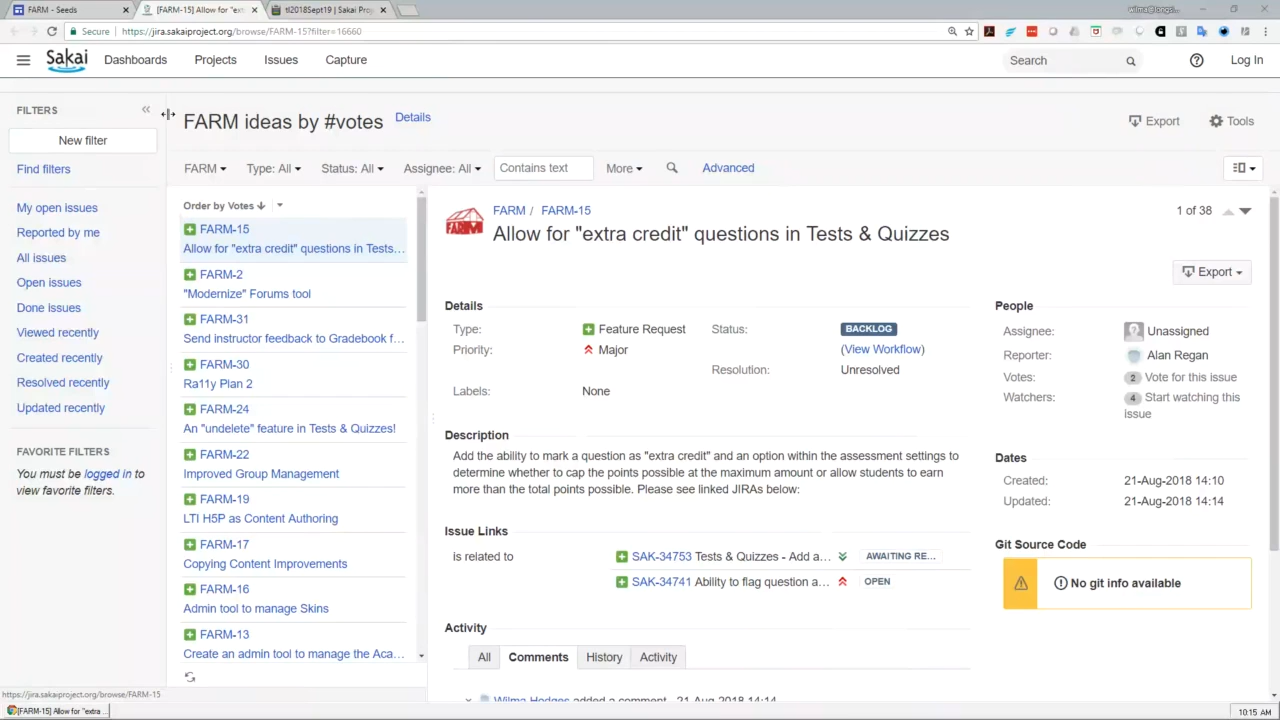 FARM - Seeds
[FARM-15] Allow for "ext
tl2018Sept19 | Sakai Pro
Secure
https://jira.sakaiproject.org/browse/FARM-15?filter=16660
Sakai
Dashboards
Projects
Issues
Capture
Search
Log In
FILTERS
New filter
Find filters
My open issues
Reported by me
All issues
Open issues
Done issues
Viewed recently
Created recently
Resolved recently
Updated recently
FAVORITE FILTERS
You must be logged in to
view favorite filters.
FARM ideas by #votes
Details
Export
Tools
FARM
Type: All
Status: All
Assignee: All
Contains text
More
Advanced
Order by Votes
FARM-15
Allow for "extra credit" questions in Tests...
FARM-2
"Modernize" Forums tool
FARM-31
Send instructor feedback to Gradebook f...
FARM-30
Ra11y Plan 2
FARM-24
An "undelete" feature in Tests & Quizzes!
FARM-22
Improved Group Management
FARM-19
LTI H5P as Content Authoring
FARM-17
Copying Content Improvements
FARM-16
Admin tool to manage Skins
FARM-13
Create an admin tool to manage the Aca...
FARM
FARM / FARM-15
1 of 38
Allow for "extra credit" questions in Tests & Quizzes
Export
Details
Type: Feature Request
Status: BACKLOG
Priority: Major
(View Workflow)
Resolution: Unresolved
Labels: None
Description
Add the ability to mark a question as "extra credit" and an option within the assessment settings to
determine whether to cap the points possible at the maximum amount or allow students to earn
more than the total points possible. Please see linked JIRAs below:
Issue Links
is related to
SAK-34753 Tests & Quizzes - Add a... AWAITING RE...
SAK-34741 Ability to flag question a... OPEN
Activity
All
Comments
History
Activity
Wilma Hodges added a comment - 21-Aug-2018 14:14
People
Assignee: Unassigned
Reporter: Alan Regan
Votes: 2 Vote for this issue
Watchers: 4 Start watching this
issue
Dates
Created: 21-Aug-2018 14:10
Updated: 21-Aug-2018 14:14
Git Source Code
No git info available
https://jira.sakaiproject.org/browse/FARM-15
[FARM-15] Allow for "extra ...
10:15 AM